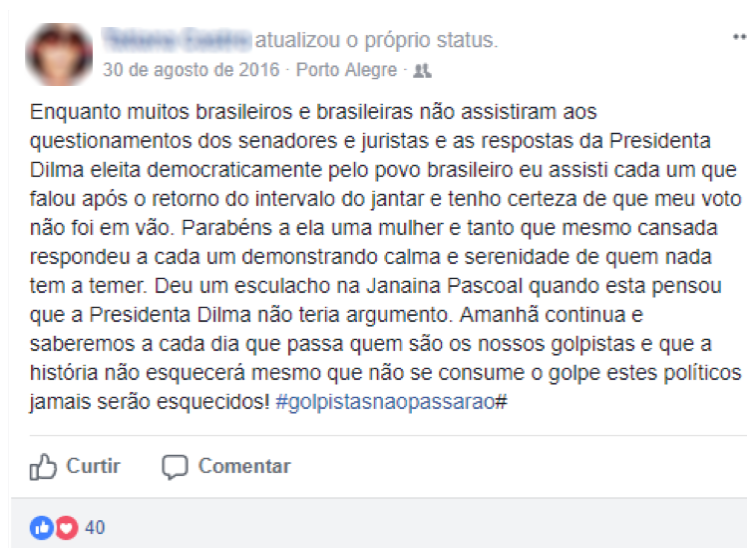 atualizou o próprio status.
30 de agosto de 2016 · Porto Alegre ·
Enquanto muitos brasileiros e brasileiras não assistiram aos
questionamentos dos senadores e juristas e as respostas da Presidenta
Dilma eleita democraticamente pelo povo brasileiro eu assisti cada um que
falou após o retorno do intervalo do jantar e tenho certeza de que meu voto
não foi em vão. Parabéns a ela uma mulher e tanto que mesmo cansada
respondeu a cada um demonstrando calma e serenidade de quem nada
tem a temer. Deu um esculacho na Janaina Pascoal quando esta pensou
que a Presidenta Dilma não teria argumento. Amanhã continua e
saberemos a cada dia que passa quem são os nossos golpistas e que a
história não esquecerá mesmo que não se consume o golpe estes políticos
jamais serão esquecidos! #golpistasnaopassarao#
Curtir Comentar
40